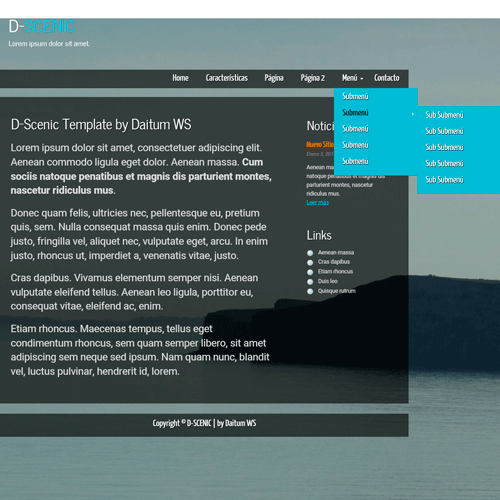 D-SCENIC
Lorem ipsum dolor sit amet.
Home Características Página Página 2 Menú Contacto
Submenú
Submenú
Submenú
Submenú
Submenú
Sub Submenú
Sub Submenú
Sub Submenú
Sub Submenú
Sub Submenú
D-Scenic Template by Daitum WS
Lorem ipsum dolor sit amet, consectetuer adipiscing elit.
Aenean commodo ligula eget dolor. Aenean massa. Cum
sociis natoque penatibus et magnis dis parturient montes,
nascetur ridiculus mus.
Donec quam felis, ultricies nec, pellentesque eu, pretium
quis, sem. Nulla consequat massa quis enim. Donec pede
justo, fringilla vel, aliquet nec, vulputate eget, arcu. In enim
justo, rhoncus ut, imperdiet a, venenatis vitae, justo.
Cras dapibus. Vivamus elementum semper nisi. Aenean
vulputate eleifend tellus. Aenean leo ligula, porttitor eu,
consequat vitae, eleifend ac, enim.
Etiam rhoncus. Maecenas tempus, tellus eget
condimentum rhoncus, sem quam semper libero, sit amet
adipiscing sem neque sed ipsum. Nam quam nunc, blandit
vel, luctus pulvinar, hendrerit id, lorem.
Notici
Nuevo Sitio
Enero 2, 20
Aenean ma
natoque penatibus et magnis dis
parturient montes, nascetur
ridiculus mus.
Leer más
Links
Aenean massa
Cras dapibus
Etiam rhoncus
Duis leo
Quisque rutrum
Copyright © D-SCENIC | by Daitum WS